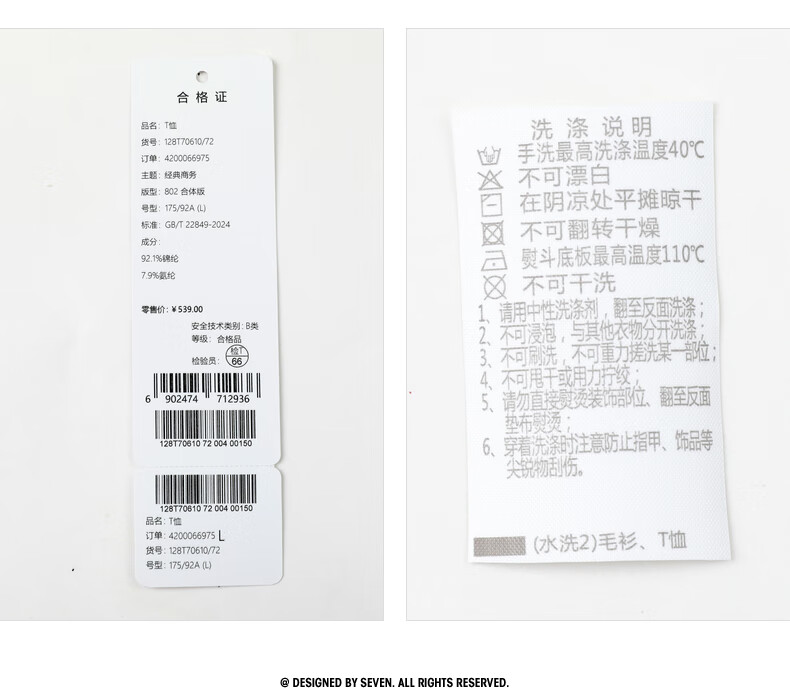 合格证
品名: T恤
货号: 128T70610/72
订单: 4200066975
主题: 经典商务
版型: 802 合体版
号型: 175/92A (L)
标准: GB/T 22849-2024
成分:
92.1%锦纶
7.9%氨纶
零售价: ¥539.00
安全技术类别: B类
等级: 合格品
检验员: 检T 66
6 902474 712936
128T70610 72 004 00150
128T70610 72 004 00150
品名: T恤
订单: 4200066975 L
货号: 128T70610/72
号型: 175/92A (L)
洗涤说明
手洗最高洗涤温度40℃
不可漂白
在阴凉处平摊晾干
不可翻转干燥
熨斗底板最高温度110℃
不可干洗
1、请用中性洗涤剂，翻至反面洗涤；
2、不可浸泡，与其他衣物分开洗涤；
3、不可刷洗，不可重力搓洗某一部位；
4、不可甩干或用力拧绞；
5、请勿直接熨烫装饰部位、翻至反面
垫布熨烫；
6、穿着洗涤时注意防止指甲、饰品等
尖锐物刮伤。
(水洗2)毛衫、T恤
@ DESIGNED BY SEVEN. ALL RIGHTS RESERVED.